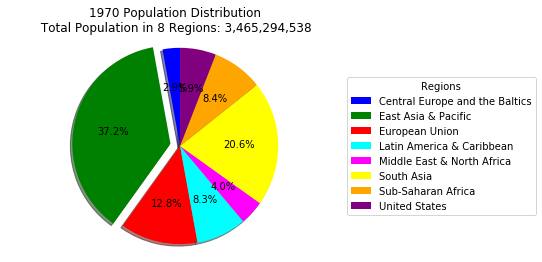 1970 Population Distribution
Total Population in 8 Regions: 3,465,294,538
2.9%
5.9%
8.4%
37.2%
20.6%
4.0%
8.3%
12.8%
Regions
Central Europe and the Baltics
East Asia & Pacific
European Union
Latin America & Caribbean
Middle East & North Africa
South Asia
Sub-Saharan Africa
United States